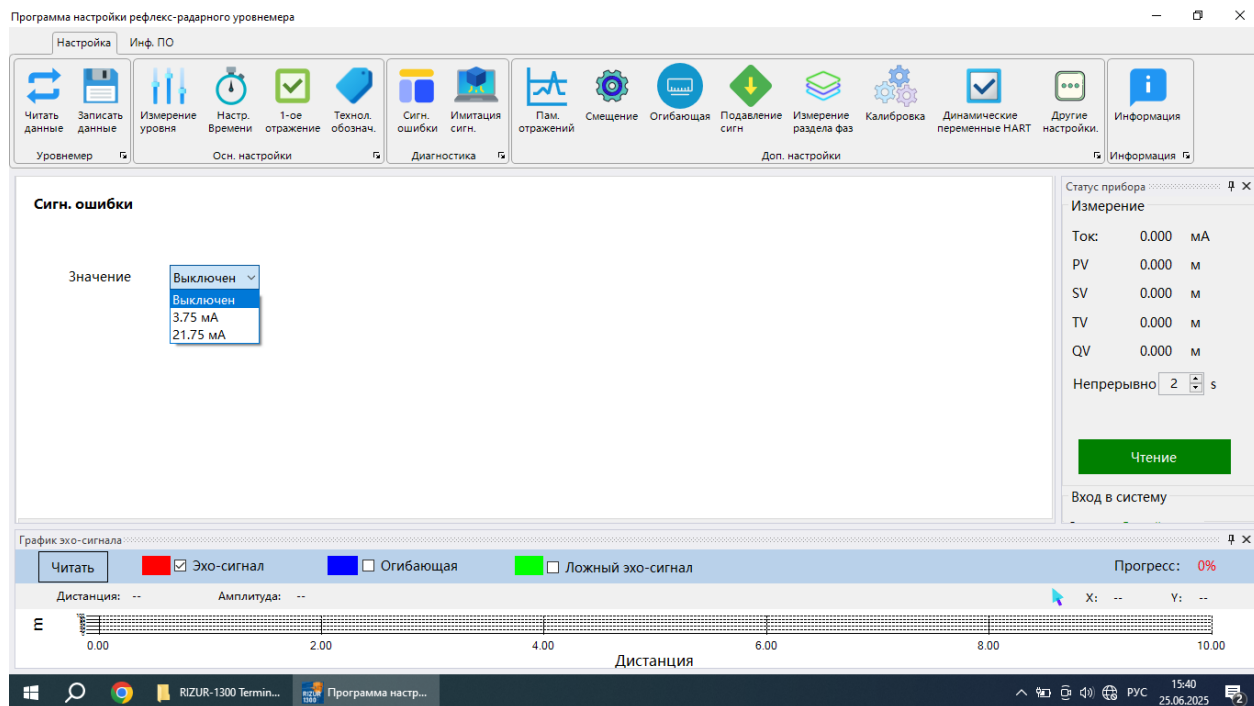 Программа настройки рефлекс-радарного уровнемера
Настройка Инф. ПО
Читать данные
Записать данные
Измерение уровня
Настр. Времени
1-ое отражение
Технол. обознач.
Сигн. ошибки
Имитация сигн.
Пам. отражений
Смещение
Огибающая
Подавление сигн
Измерение раздела фаз
Калибровка
Динамические переменные HART
Другие настройки.
Информация
Уровнемер
Осн. настройки
Диагностика
Доп. настройки
Информация
Сигн. ошибки
Значение Выключен
Выключен
3.75 мА
21.75 мА
Статус прибора
Измерение
Ток: 0.000 мА
PV 0.000 м
SV 0.000 м
TV 0.000 м
QV 0.000 м
Непрерывно 2 s
Чтение
Вход в систему
График эхо-сигнала
Читать Эхо-сигнал Огибающая Ложный эхо-сигнал Прогресс: 0%
Дистанция: -- Амплитуда: -- X: -- Y: --
m
0.00 2.00 4.00 6.00 8.00 10.00
Дистанция
RIZUR-1300 Termin...
RIZUR 1300
Программа настр...
РУС
15:40
25.06.2025
2